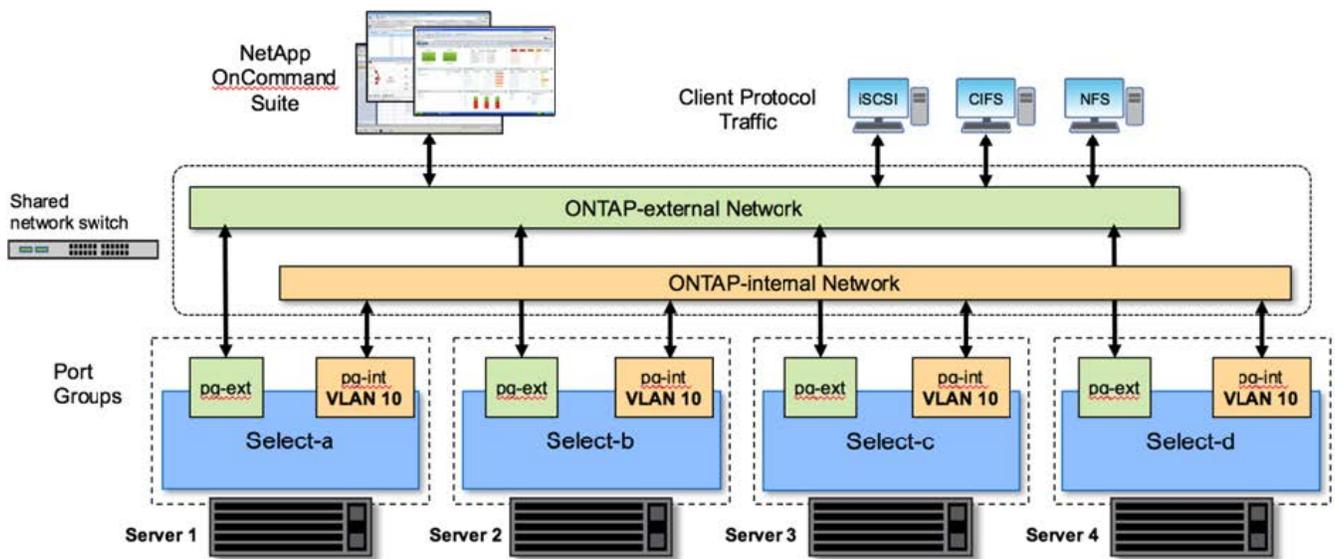 NetApp
OnCommand
Suite
Client Protocol
Traffic
iSCSI
CIFS
NFS
Shared
network switch
ONTAP-external Network
ONTAP-internal Network
Port
Groups
pg-ext
pg-int
VLAN 10
Select-a
pg-ext
pg-int
VLAN 10
Select-b
pg-ext
pg-int
VLAN 10
Select-c
pg-ext
pg-int
VLAN 10
Select-d
Server 1
Server 2
Server 3
Server 4